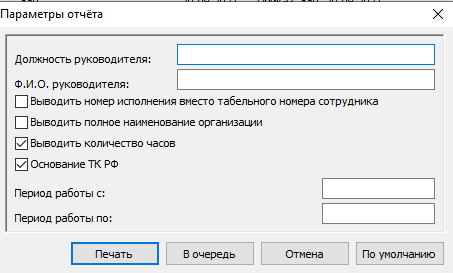 Параметры отчёта
Должность руководителя:
Ф.И.О. руководителя:
Выводить номер исполнения вместо табельного номера сотрудника
Выводить полное наименование организации
Выводить количество часов
Основание ТК РФ
Период работы с:
Период работы по:
Печать В очередь Отмена По умолчанию